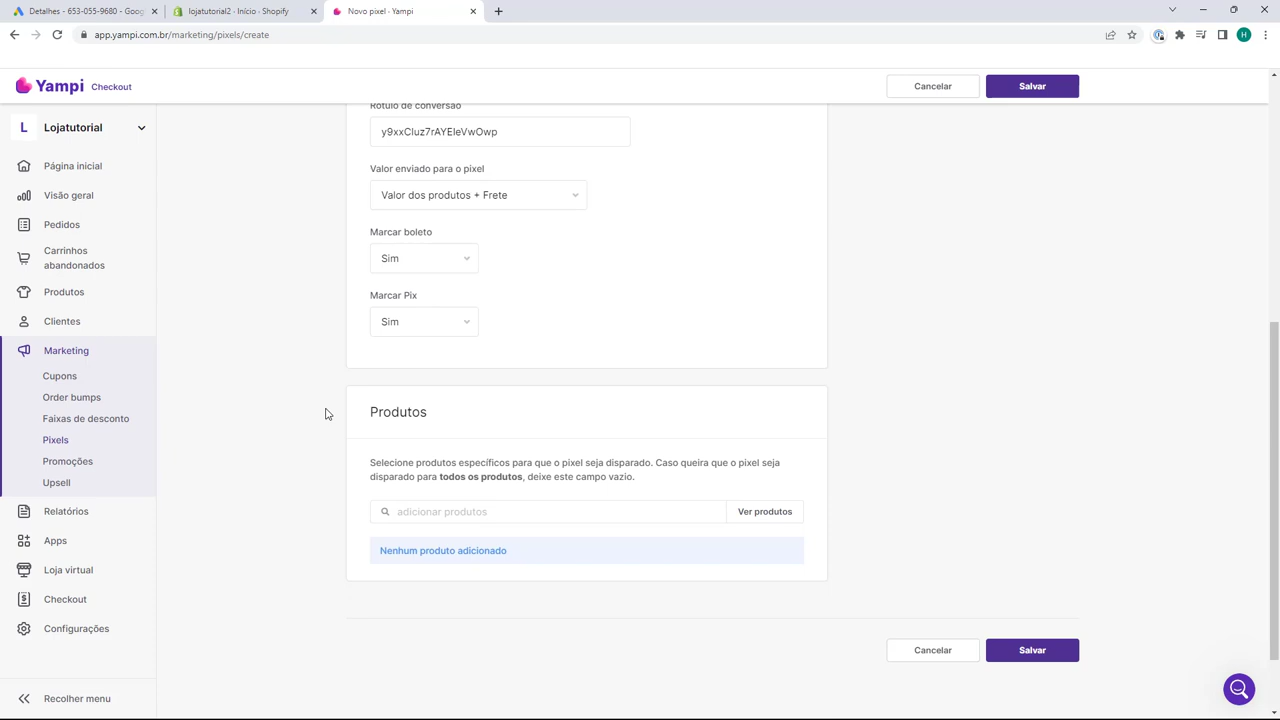 Detalhes - 653-055-9680 - Goog
lojatutorial2 - Início - Shopify
Novo pixel - Yampi
app.yampi.com.br/marketing/pixels/create
H
Yampi Checkout
Cancelar
Salvar
L
Lojatutorial
Página inicial
Visão geral
Pedidos
Carrinhos
abandonados
Produtos
Clientes
Marketing
Cupons
Order bumps
Faixas de desconto
Pixels
Promoções
Upsell
Relatórios
Apps
Loja virtual
Checkout
Configurações
Recolher menu
Rótulo de conversão
Valor enviado para o pixel
Valor dos produtos + Frete
Marcar boleto
Sim
Marcar Pix
Sim
Produtos
Selecione produtos específicos para que o pixel seja disparado. Caso queira que o pixel seja
disparado para todos os produtos, deixe este campo vazio.
adicionar produtos
Ver produtos
Nenhum produto adicionado
Cancelar
Salvar